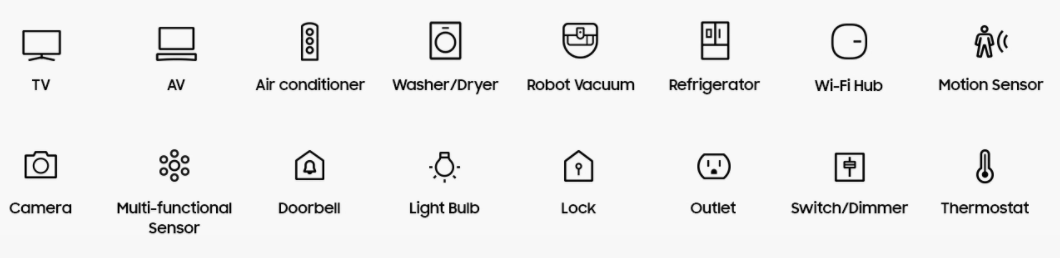 TV
AV
Air conditioner
Washer/Dryer
Robot Vacuum
Refrigerator
Wi-Fi Hub
Motion Sensor
Camera
Multi-functional
Sensor
Doorbell
Light Bulb
Lock
Outlet
Switch/Dimmer
Thermostat